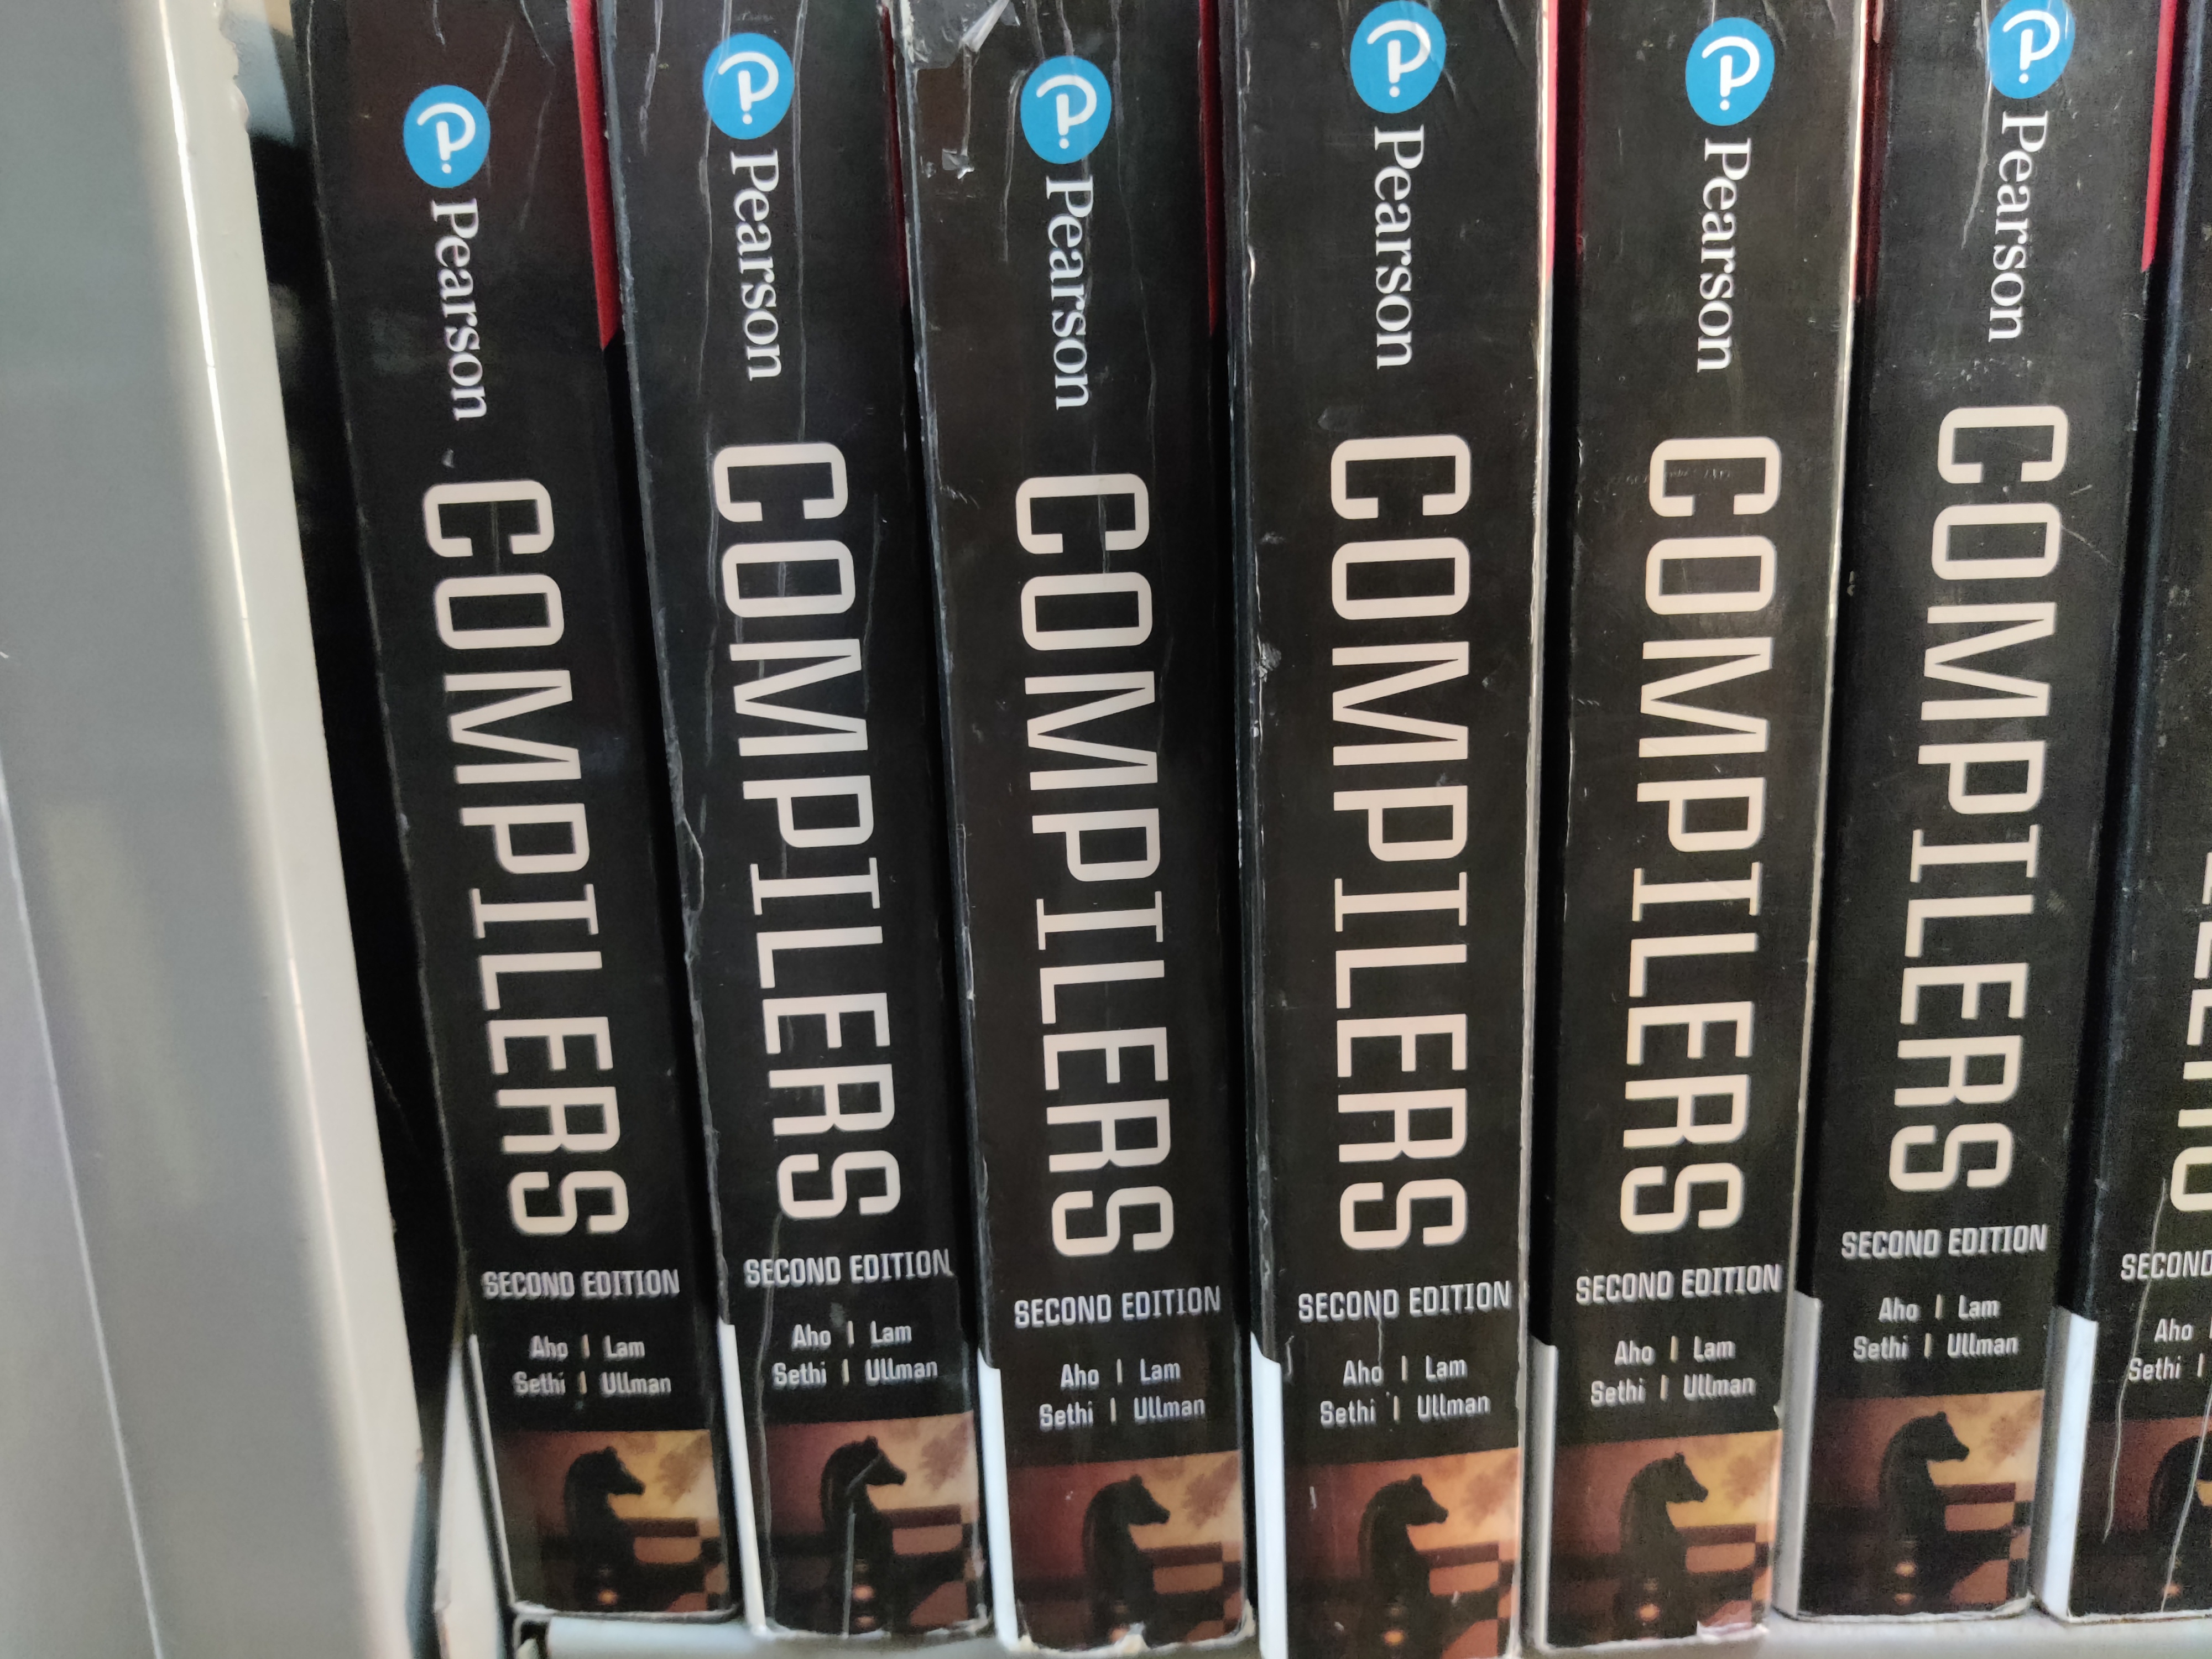 Pearson
COMPILERS
SECOND EDITION
Aho | Lam
Sethi | Ullman
Pearson
COMPILERS
SECOND EDITION
Aho | Lam
Sethi | Ullman
Pearson
COMPILERS
SECOND EDITION
Aho | Lam
Sethi | Ullman
Pearson
COMPILERS
SECOND EDITION
Aho | Lam
Sethi | Ullman
Pearson
COMPILERS
SECOND EDITION
Aho | Lam
Sethi | Ullman
Pearson
COMPILERS
SECOND EDITION
Aho | Lam
Sethi | Ullman
SECOND
Aho
Sethi |